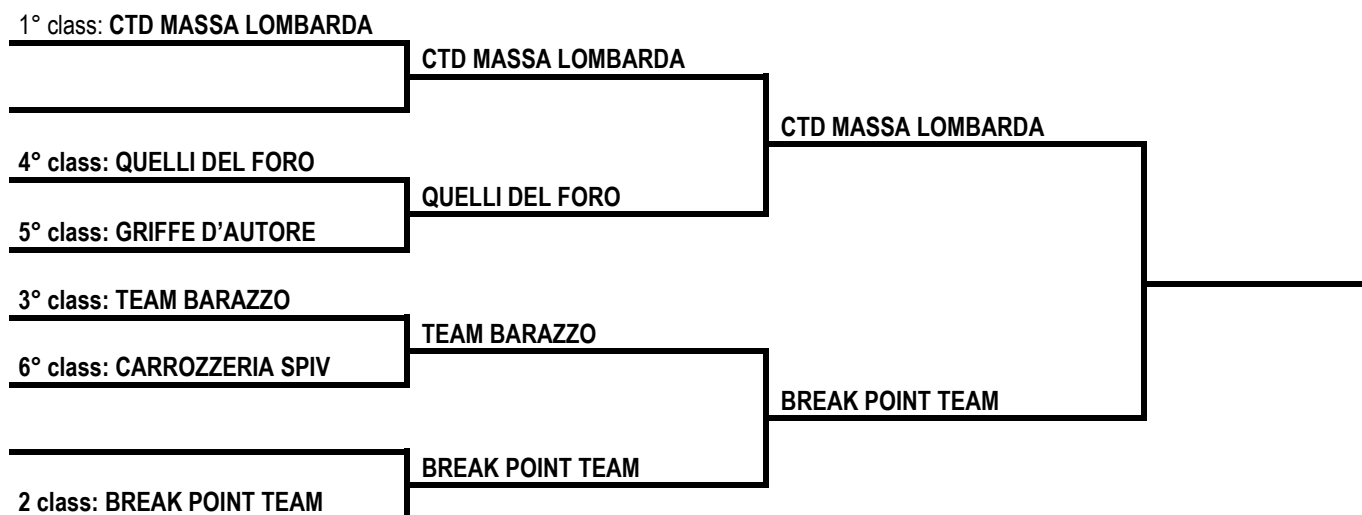 1° class: CTD MASSA LOMBARDA
CTD MASSA LOMBARDA
CTD MASSA LOMBARDA
4° class: QUELLI DEL FORO
QUELLI DEL FORO
5° class: GRIFFE D’AUTORE
3° class: TEAM BARAZZO
TEAM BARAZZO
6° class: CARROZZERIA SPIV
BREAK POINT TEAM
BREAK POINT TEAM
2 class: BREAK POINT TEAM